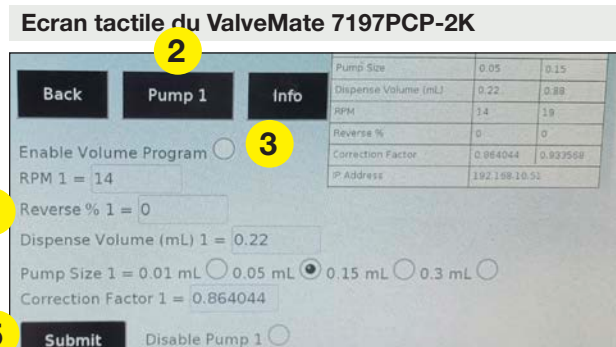 Ecran tactile du ValveMate 7197PCP-2K
2
Back Pump 1 Info
Pump Size 0.05 0.15
Dispense Volume (mL) 0.22 0.88
RPM 14 19
Reverse % 0 0
Correction Factor 0.864044 0.933568
IP Address 192.168.10.51
Enable Volume Program 3
RPM 1 = 14
Reverse % 1 = 0
Dispense Volume (mL) 1 = 0.22
Pump Size 1 = 0.01 mL 0.05 mL 0.15 mL 0.3 mL
Correction Factor 1 = 0.864044
5 Submit Disable Pump 1